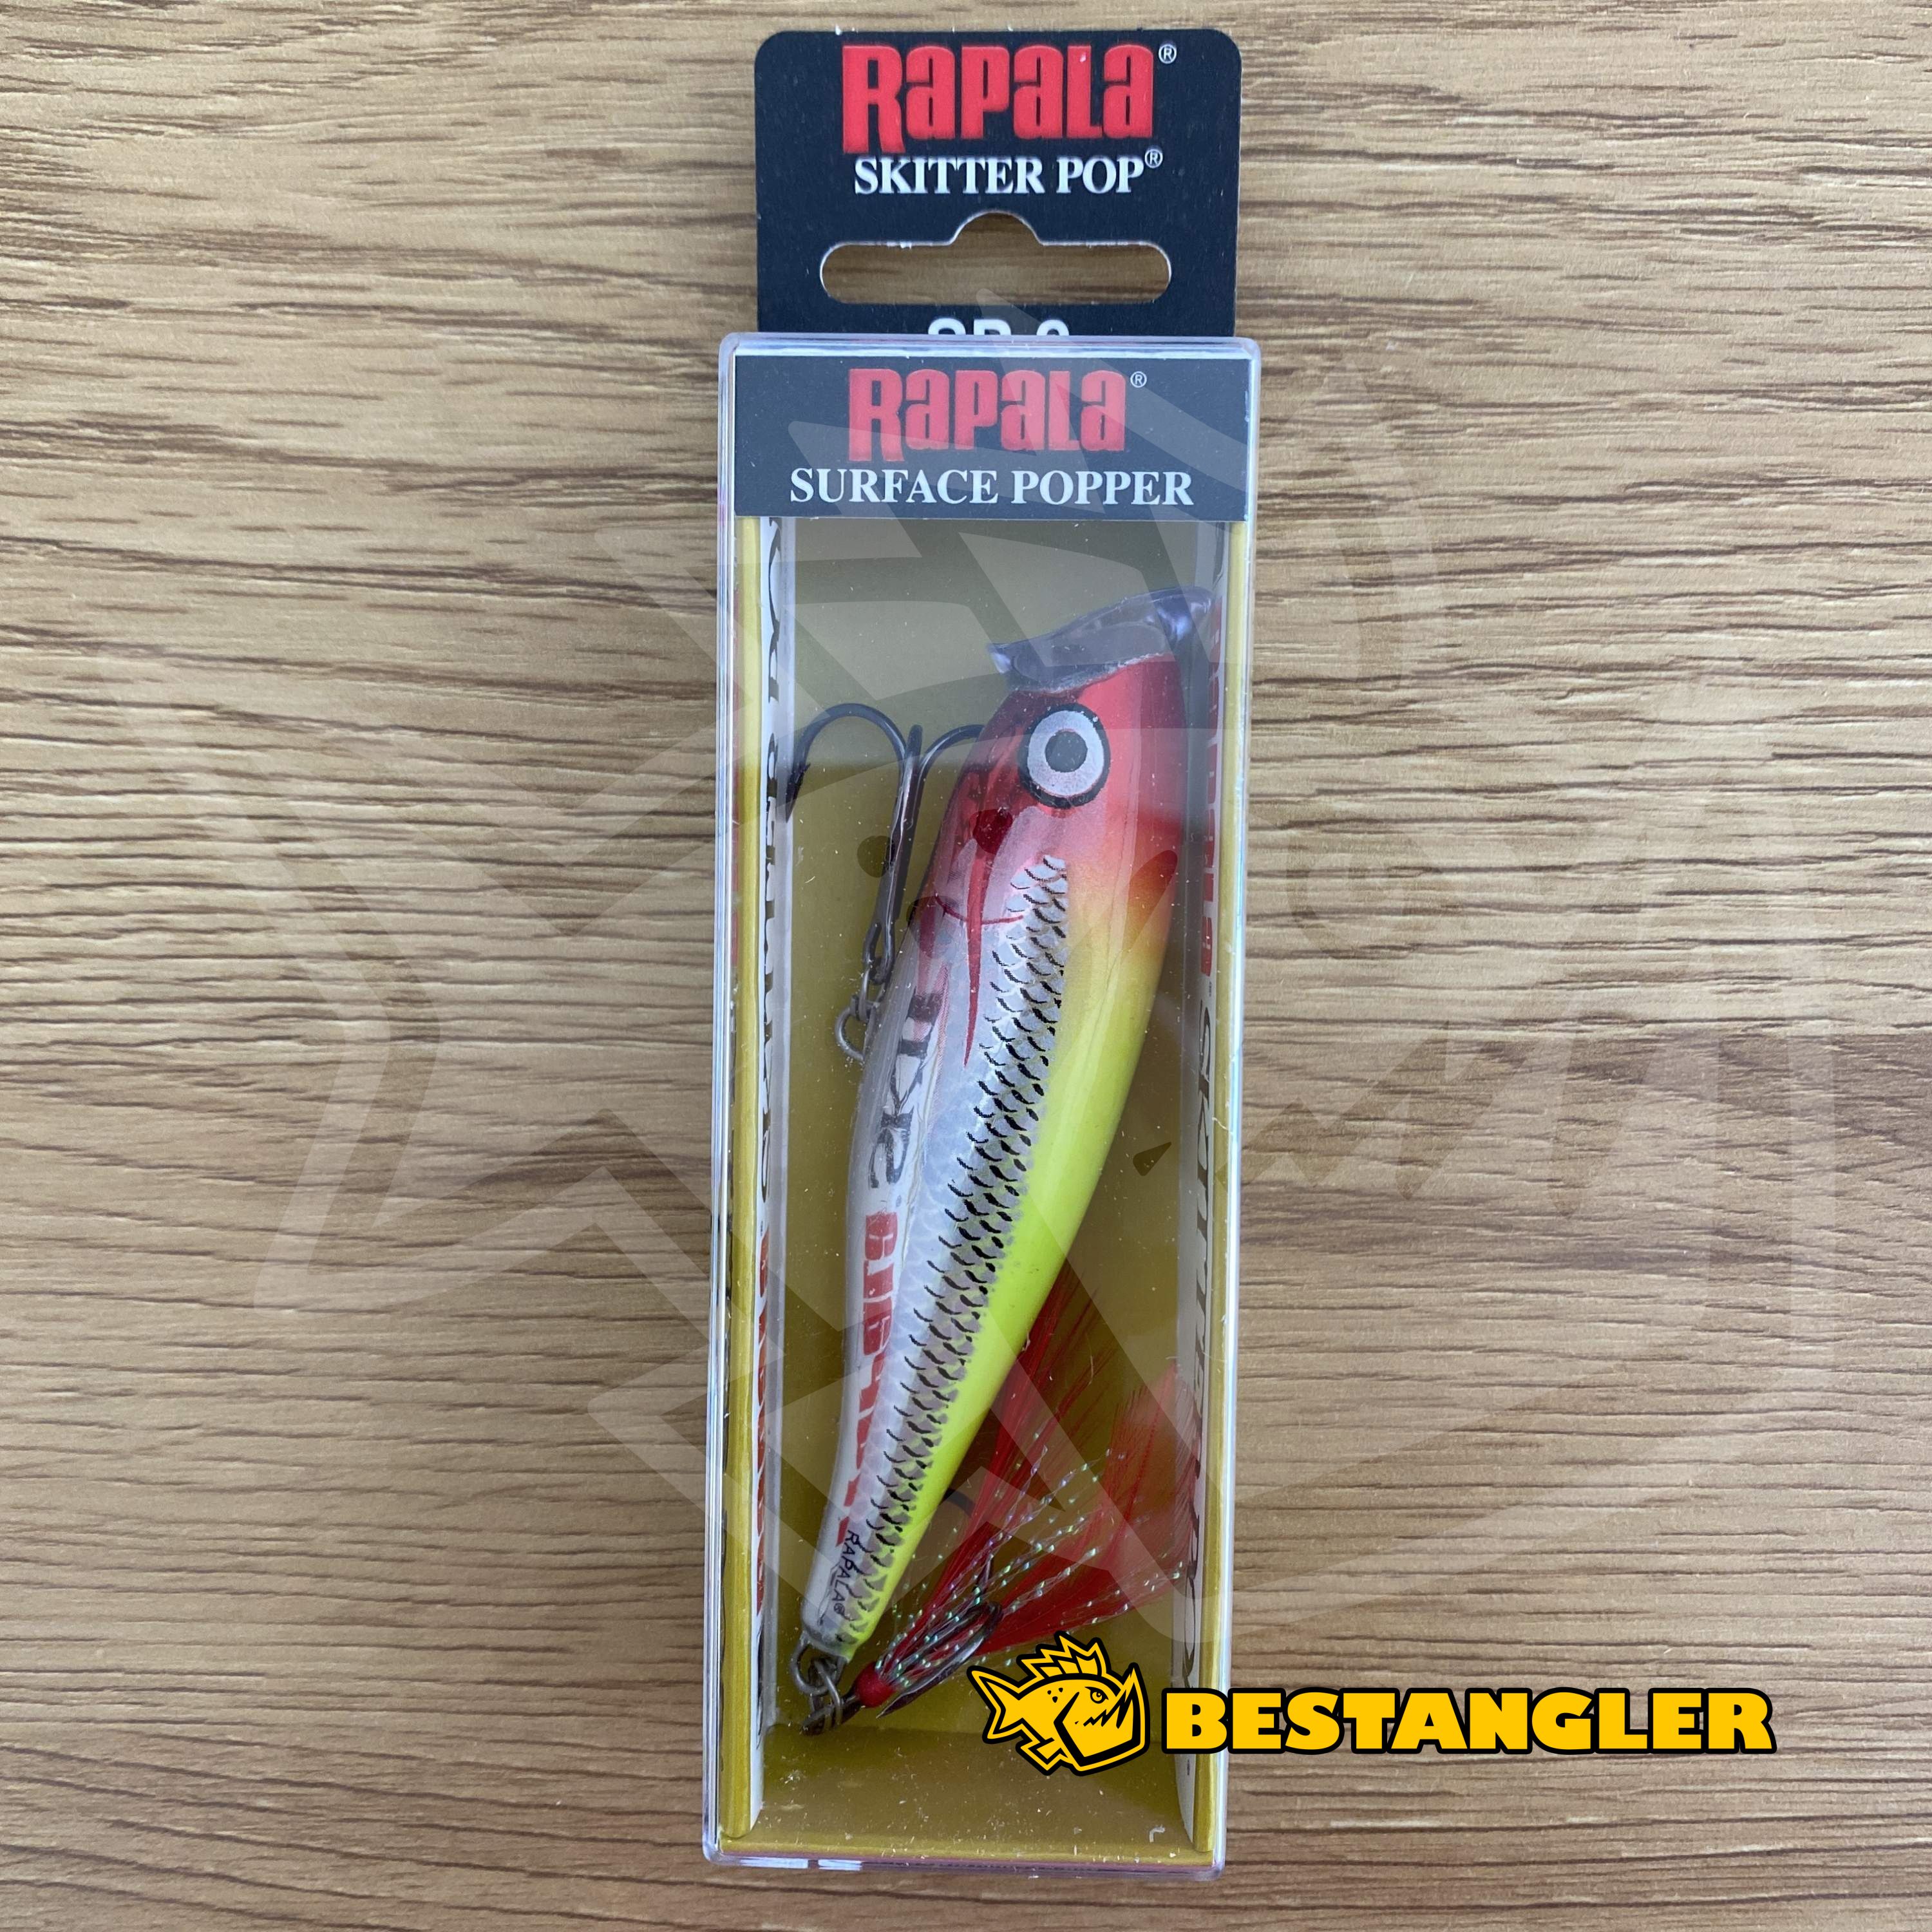 RAPALA®
SKITTER POP®
RAPALA®
SURFACE POPPER
RAPALA®
BESTANGLER